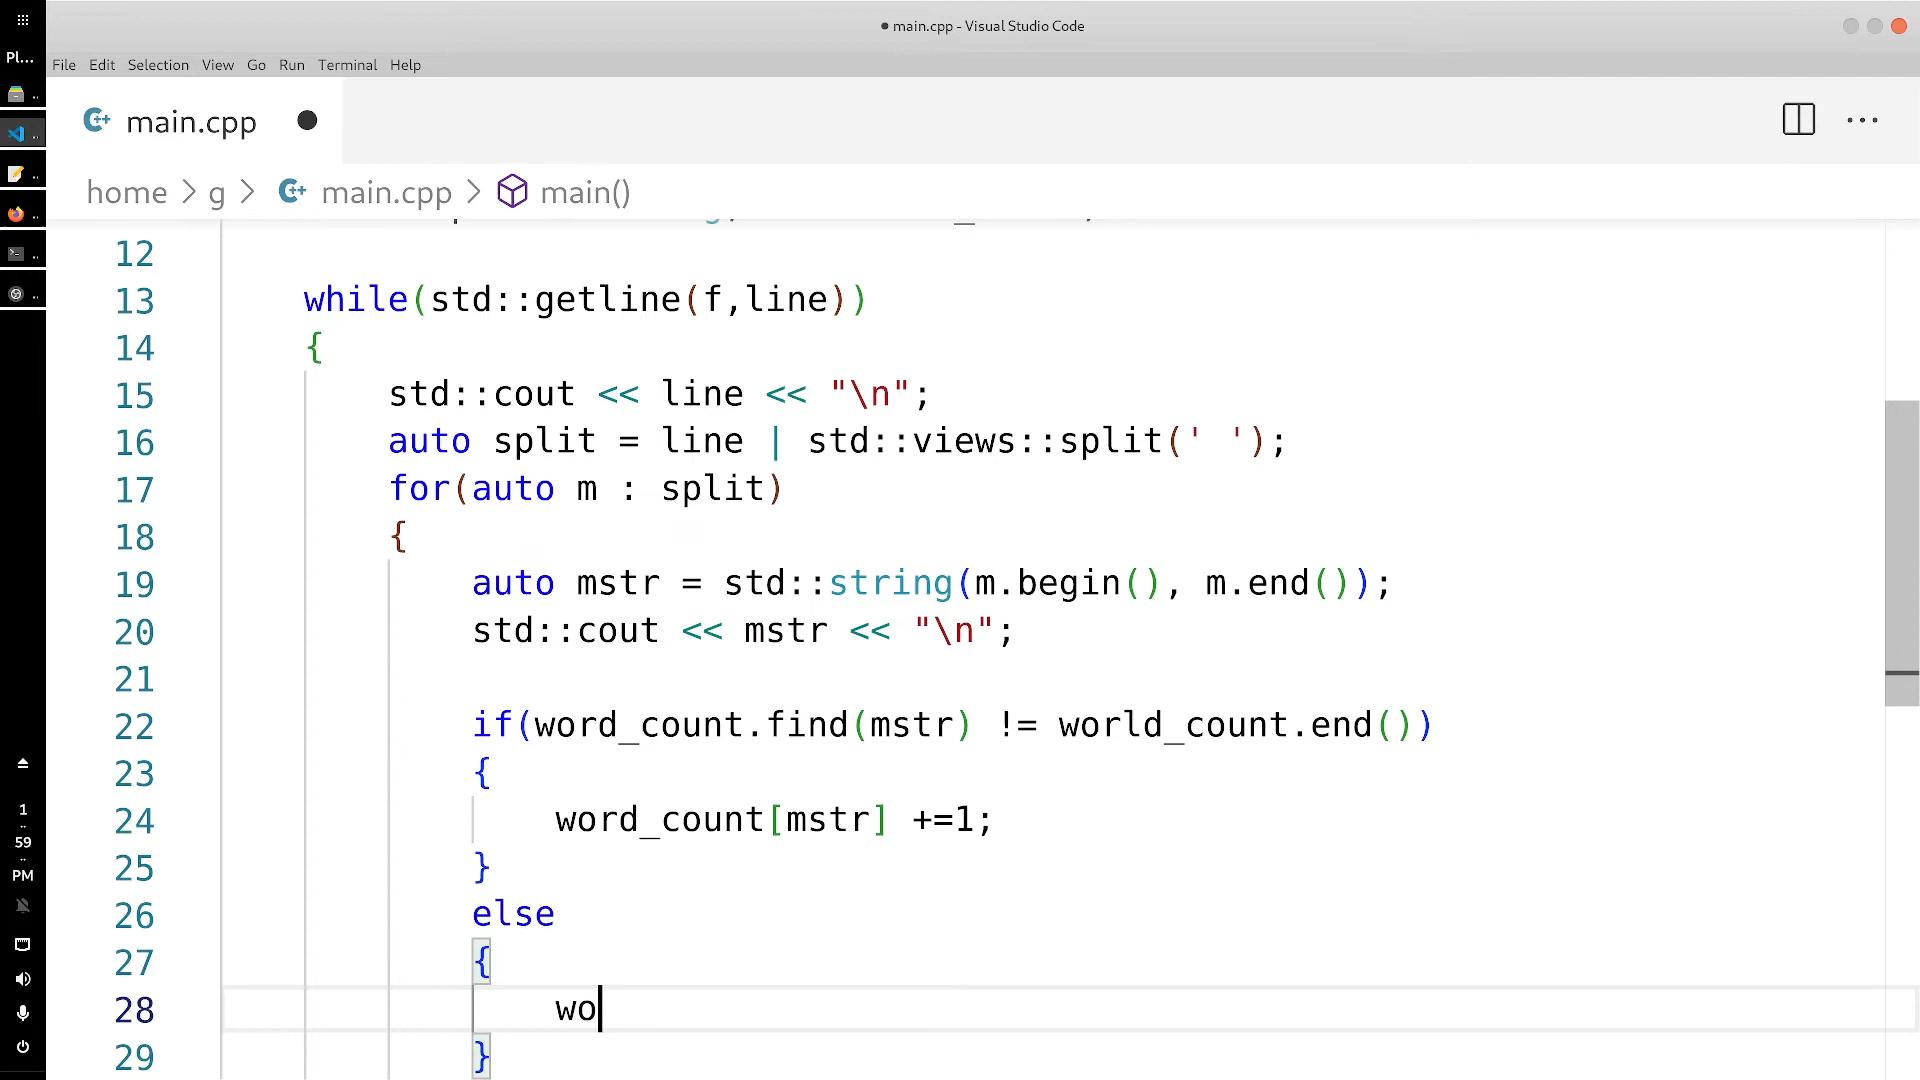 main.cpp - Visual Studio Code
Pl...
File Edit Selection View Go Run Terminal Help
main.cpp
home > g > main.cpp > main()
12
13 while(std::getline(f,line))
14 {
15 std::cout << line << "\n";
16 auto split = line | std::views::split(' ');
17 for(auto m : split)
18 {
19 auto mstr = std::string(m.begin(), m.end());
20 std::cout << mstr << "\n";
21
22 if(word_count.find(mstr) != world_count.end())
23 {
24 word_count[mstr] +=1;
25 }
26 else
27 {
28 wo
29 }
1
59
PM